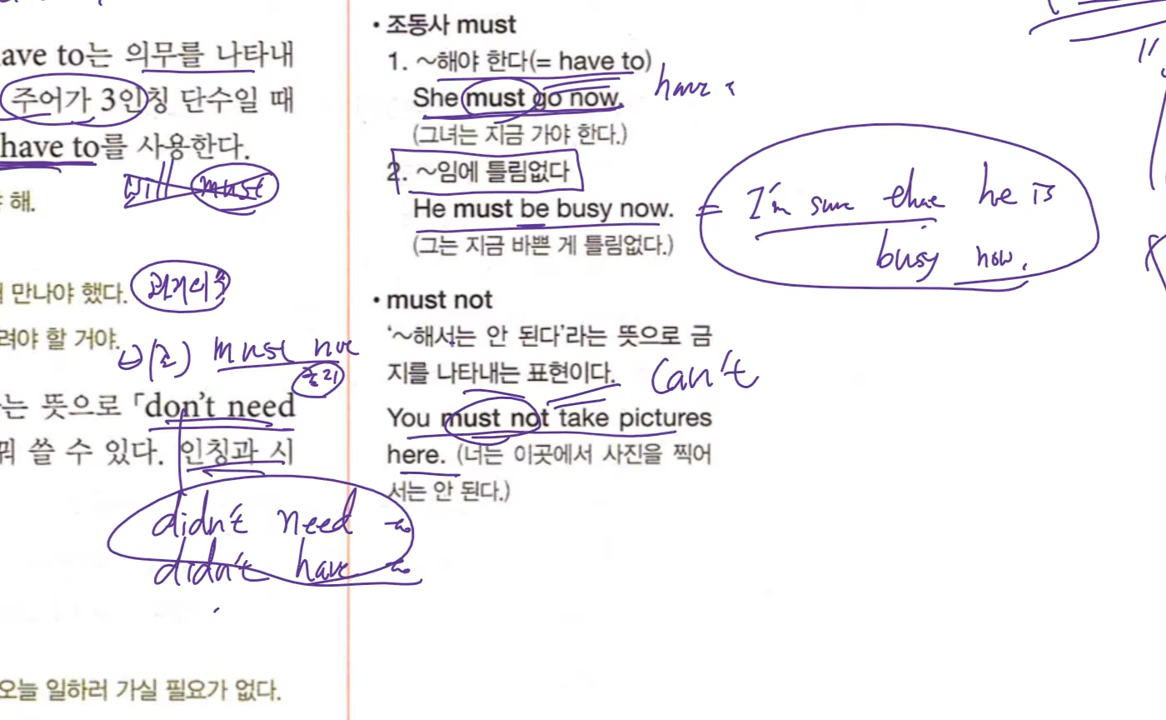 ave to는 의무를 나타내
주어가 3인칭 단수일 때
have to를 사용한다.
will must
해.
만나야 했다. 과거시주
려야 할 거야.
must not
금지
는 뜻으로 「don't need
꿔 쓸 수 있다. 인칭과 시
didn't need to
didn't have to
오늘 일하러 가실 필요가 없다.
• 조동사 must
1. ~해야 한다(= have to)
She must go now. have
(그녀는 지금 가야 한다.)
2. ~임에 틀림없다
He must be busy now. = I'm sure that he is
busy now.
(그는 지금 바쁜 게 틀림없다.)
• must not
'~해서는 안 된다'라는 뜻으로 금
지를 나타내는 표현이다. can't
You must not take pictures
here. (너는 이곳에서 사진을 찍어
서는 안 된다.)